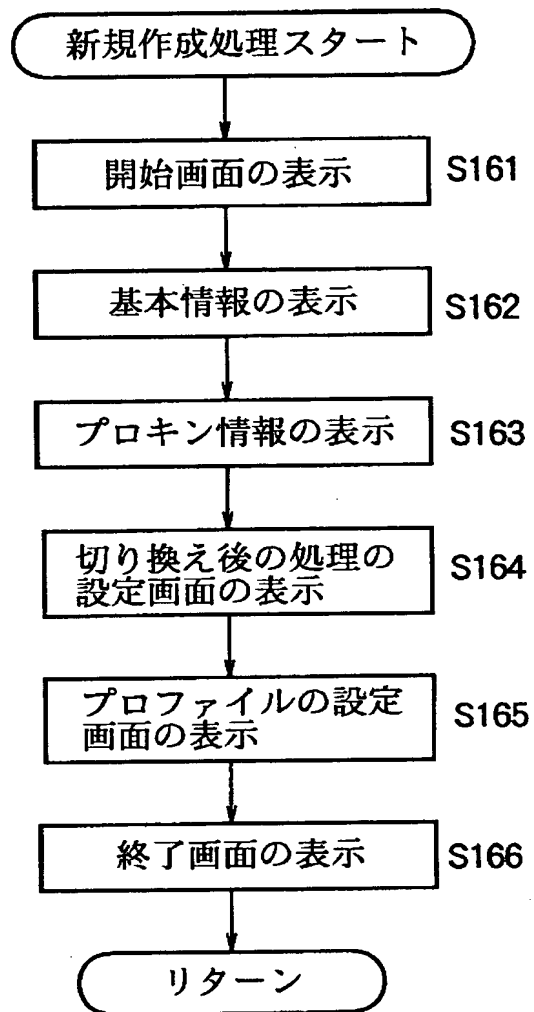 新規作成処理スタート
開始画面の表示 S161
基本情報の表示 S162
プロキン情報の表示 S163
切り換え後の処理の
設定画面の表示 S164
プロファイルの設定
画面の表示 S165
終了画面の表示 S166
リターン